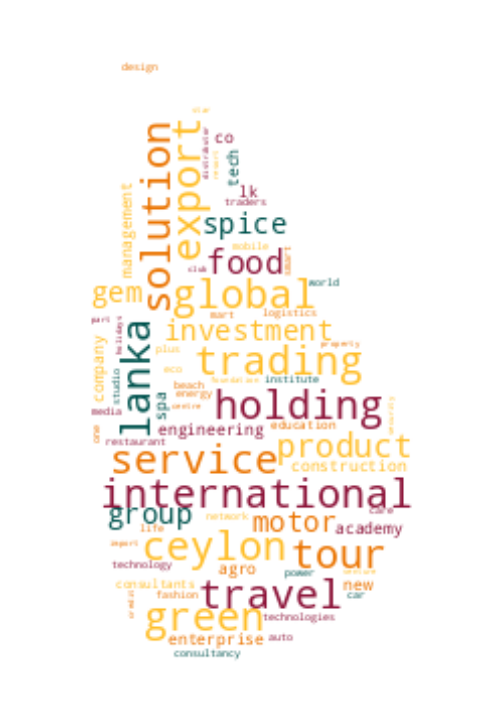 design
star
solution
export
distributor
co
resort
tech
management
lk
traders
spice
mobile
food
smart
club
gem
global
world
part
holidays
mart
logistics
lanka
investment
company
plus
property
trading
eco
studio
foundation
institute
beach
energy
spa
holding
centre
media
one
engineering
education
security
restaurant
product
service
construction
international
group
care
network
motor
life
academy
import
ceylon
tour
technology
agro
power
consultants
new
credit
fashion
travel
car
green
technologies
enterprise
auto
consultancy